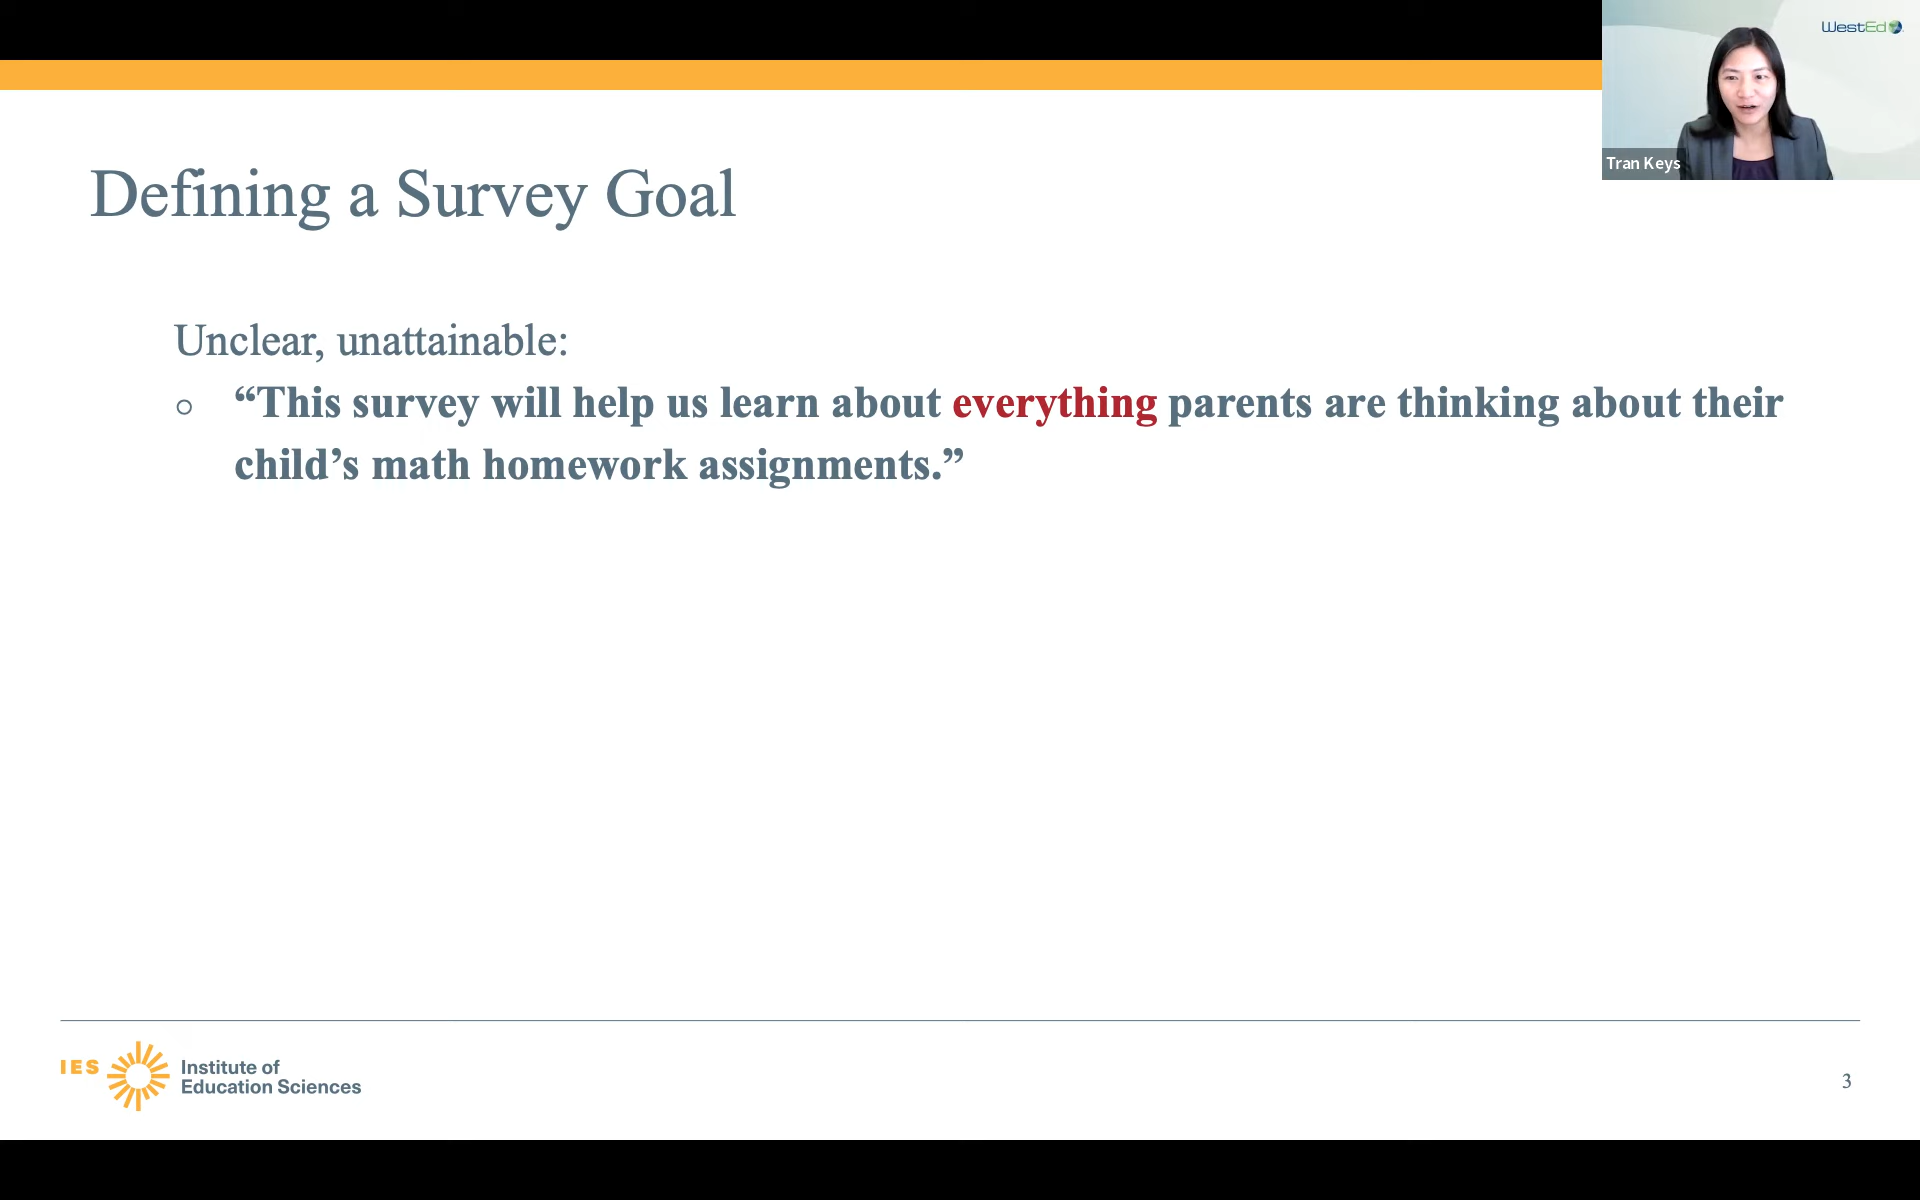 WestEd
Tran Keys
Defining a Survey Goal
Unclear, unattainable:
○ “This survey will help us learn about everything parents are thinking about their
child’s math homework assignments.”
IES
Institute of
Education Sciences
3